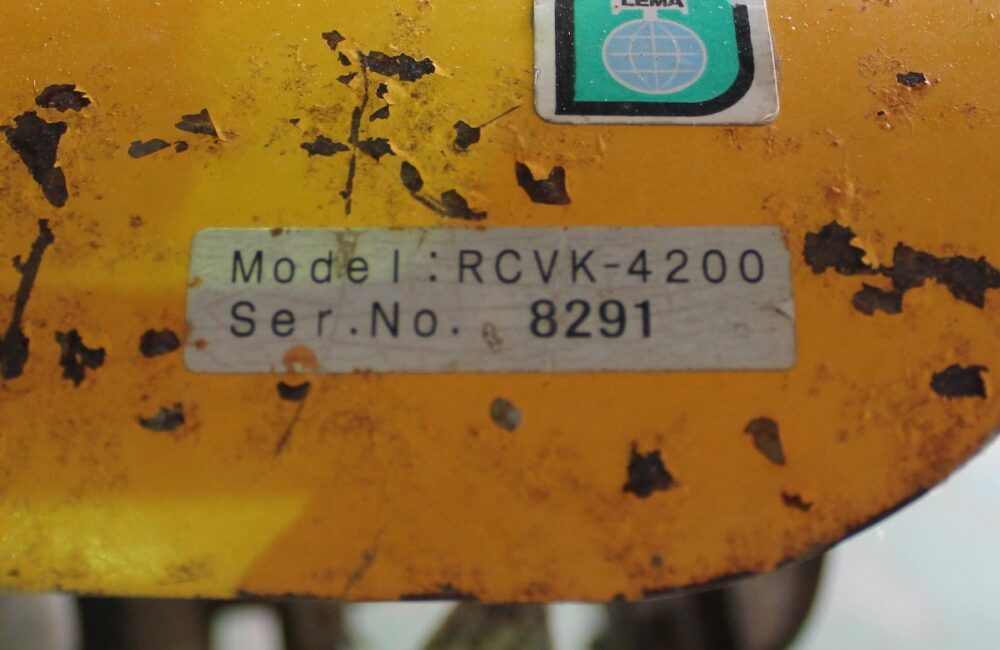 LEMA
Model:RCVK-4200
Ser.No. 8291